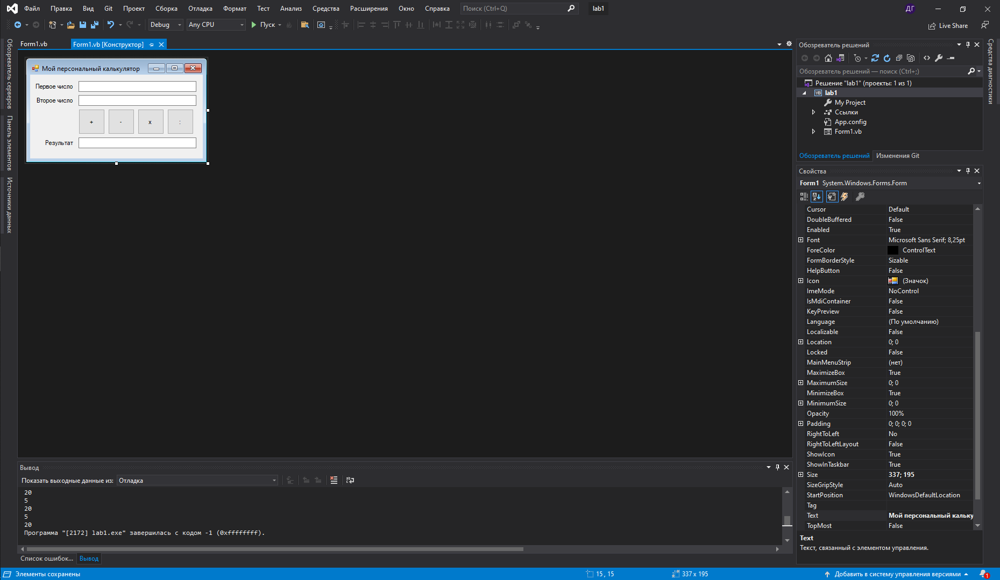 Файл Правка Вид Git Проект Сборка Отладка Формат Тест Анализ Средства Расширения Окно Справка Поиск (Ctrl+Q) lab1 ДГ
Debug Any CPU Пуск Live Share
Обозреватель серверов
Панель элементов
Источники данных
Form1.vb Form1.vb [Конструктор]
Мой персональный калькулятор
Первое число
Второе число
+ - x :
Результат
Вывод
Показать выходные данные из: Отладка
20
5
20
5
20
Программа "[2172] lab1.exe" завершилась с кодом -1 (0xffffffff).
Список ошибок... Вывод
Обозреватель решений
Обозреватель решений — поиск (Ctrl+;)
Решение "lab1" (проекты: 1 из 1)
VB lab1
My Project
Ссылки
App.config
Form1.vb
Обозреватель решений Изменения Git
Свойства
Form1 System.Windows.Forms.Form
Cursor Default
DoubleBuffered False
Enabled True
Font Microsoft Sans Serif; 8,25pt
ForeColor ControlText
FormBorderStyle Sizable
HelpButton False
Icon (Значок)
ImeMode NoControl
IsMdiContainer False
KeyPreview False
Language (По умолчанию)
Localizable False
Location 0; 0
Locked False
MainMenuStrip (нет)
MaximizeBox True
MaximumSize 0; 0
MinimizeBox True
MinimumSize 0; 0
Opacity 100%
Padding 0; 0; 0; 0
RightToLeft No
RightToLeftLayout False
ShowIcon True
ShowInTaskbar True
Size 337; 195
SizeGripStyle Auto
StartPosition WindowsDefaultLocation
Tag
Text Мой персональный кальку
TopMost False
Text
Текст, связанный с элементом управления.
Средства диагностики
Элементы сохранены 15 , 15 337 x 195 Добавить в систему управления версиями 1